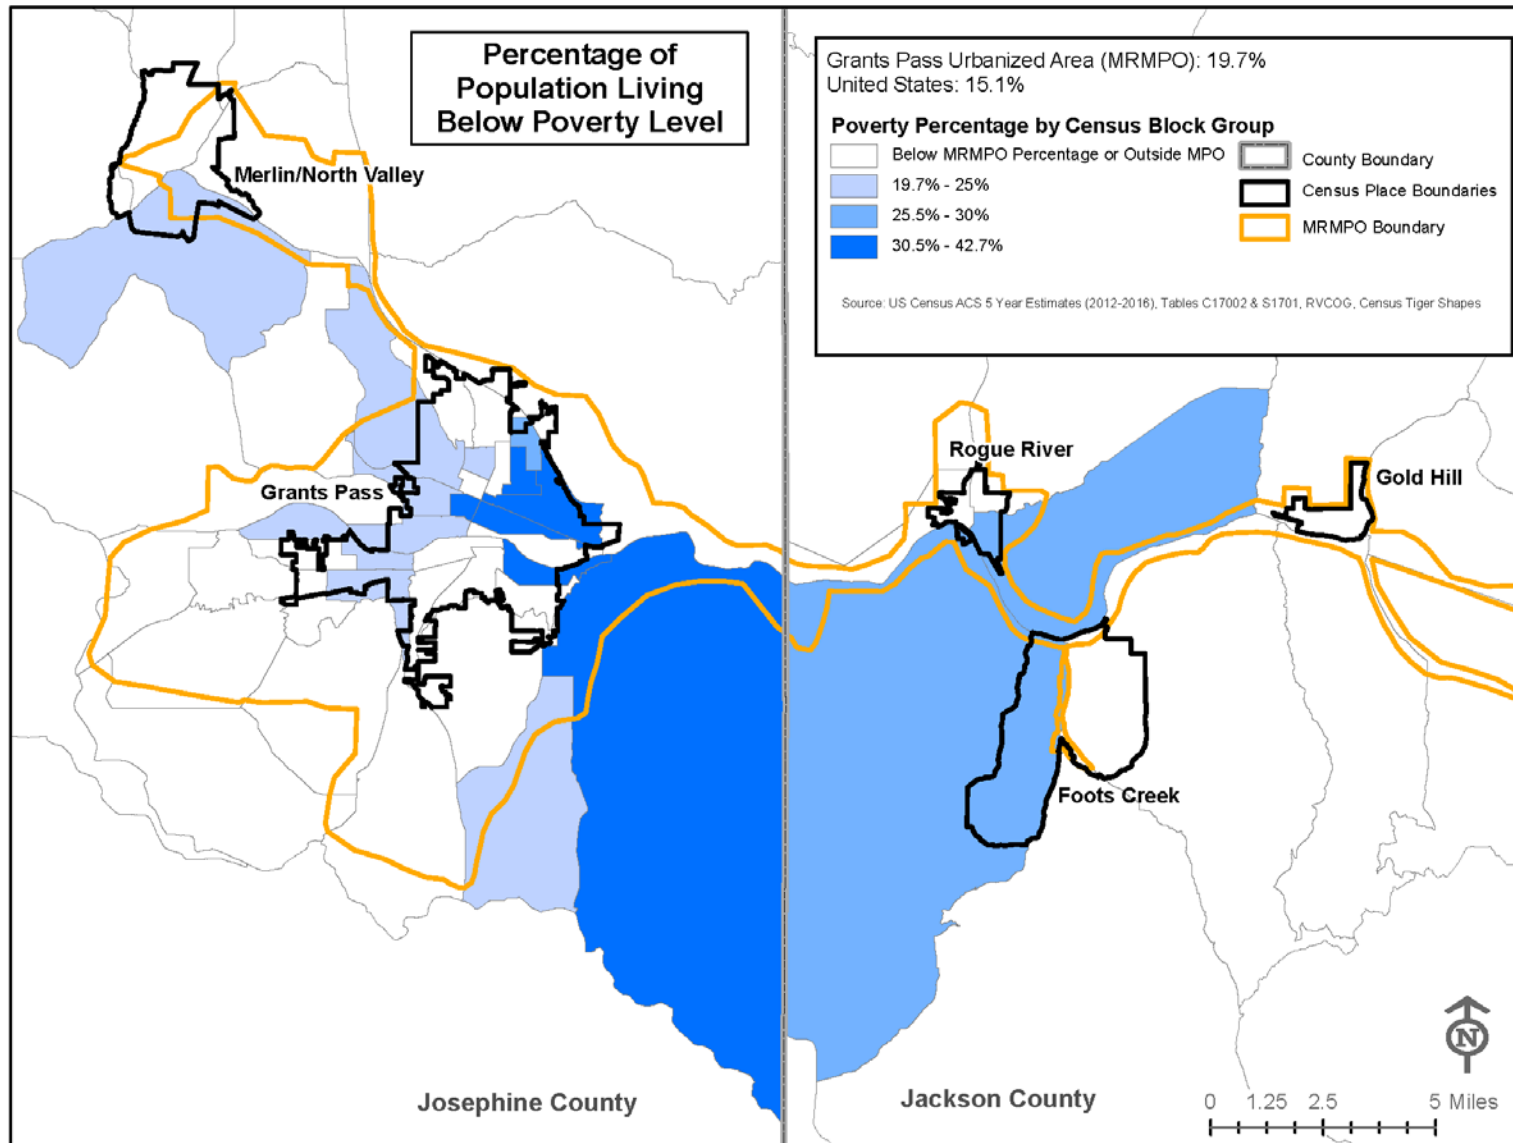 Percentage of
Population Living
Below Poverty Level
Grants Pass Urbanized Area (MRMPO): 19.7%
United States: 15.1%
Poverty Percentage by Census Block Group
Below MRMPO Percentage or Outside MPO
19.7% - 25%
25.5% - 30%
30.5% - 42.7%
County Boundary
Census Place Boundaries
MRMPO Boundary
Source: US Census ACS 5 Year Estimates (2012-2016), Tables C17002 & S1701, RVCOG, Census Tiger Shapes
Merlin/North Valley
Rogue River
Gold Hill
Grants Pass
Foots Creek
Josephine County
Jackson County
N
0 1.25 2.5 5 Miles